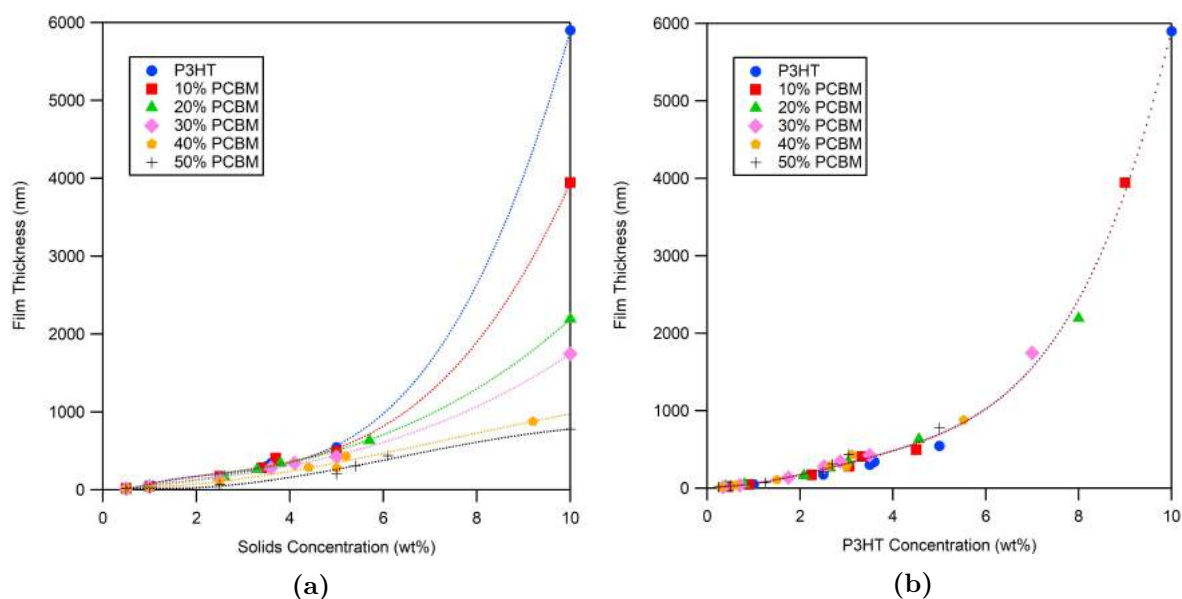 6000
5000
4000
3000
2000
1000
0
Film Thickness (nm)
P3HT
10% PCBM
20% PCBM
30% PCBM
40% PCBM
50% PCBM
0 2 4 6 8 10
Solids Concentration (wt%)
(a)
6000
5000
4000
3000
2000
1000
0
Film Thickness (nm)
P3HT
10% PCBM
20% PCBM
30% PCBM
40% PCBM
50% PCBM
0 2 4 6 8 10
P3HT Concentration (wt%)
(b)